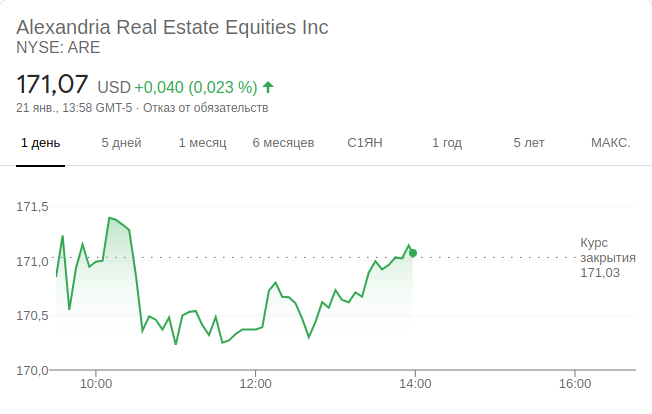 Alexandria Real Estate Equities Inc
NYSE: ARE
171,07 USD +0,040 (0,023 %)
21 янв., 13:58 GMT-5 · Отказ от обязательств
1 день 5 дней 1 месяц 6 месяцев С1ЯН 1 год 5 лет МАКС.
171,5
171,0
170,5
170,0
Курс
закрытия
171,03
10:00 12:00 14:00 16:00